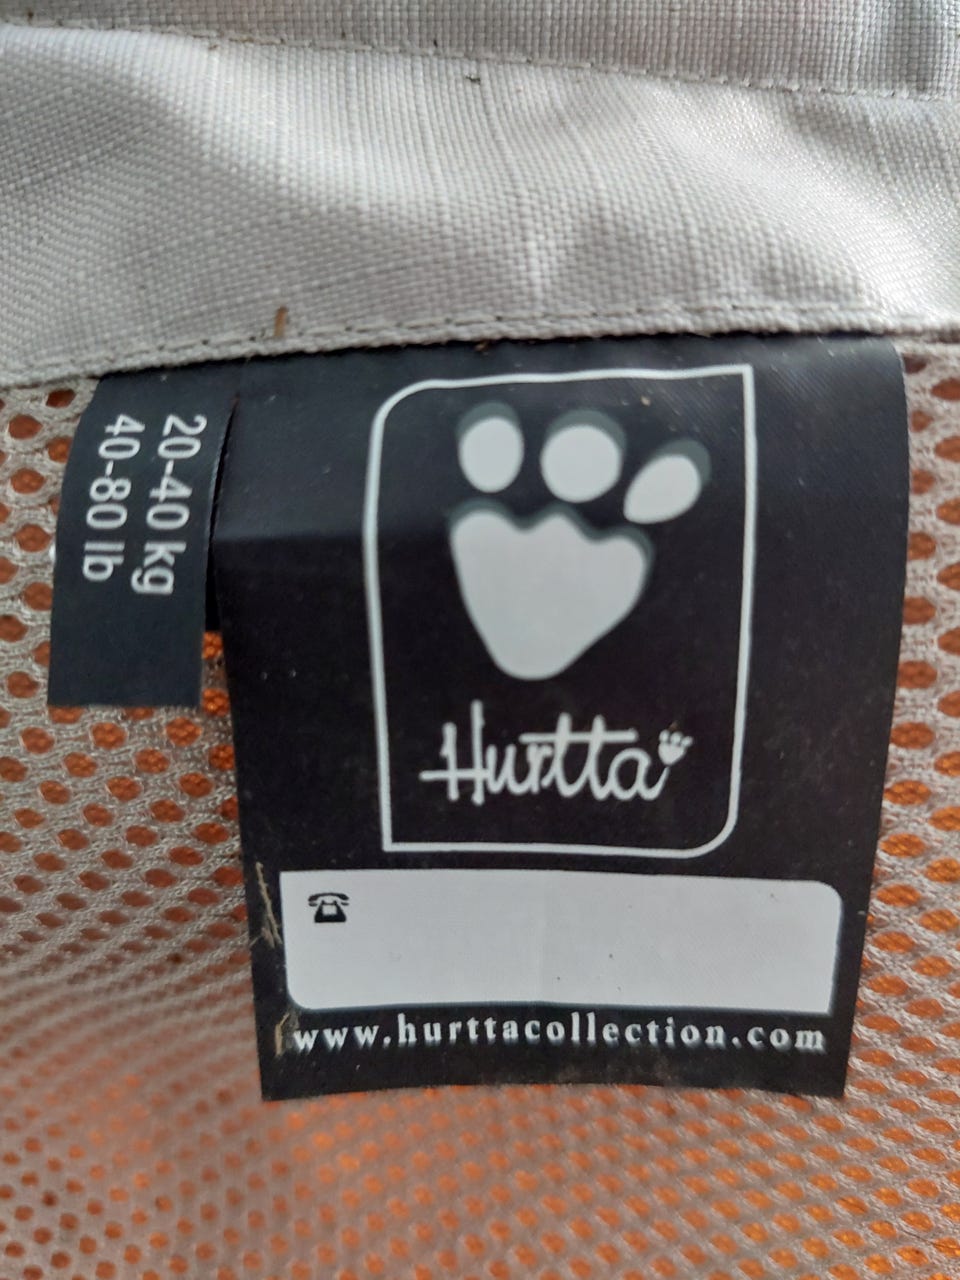 20-40 kg
40-80 lb
Hurtta
www.hurttacollection.com